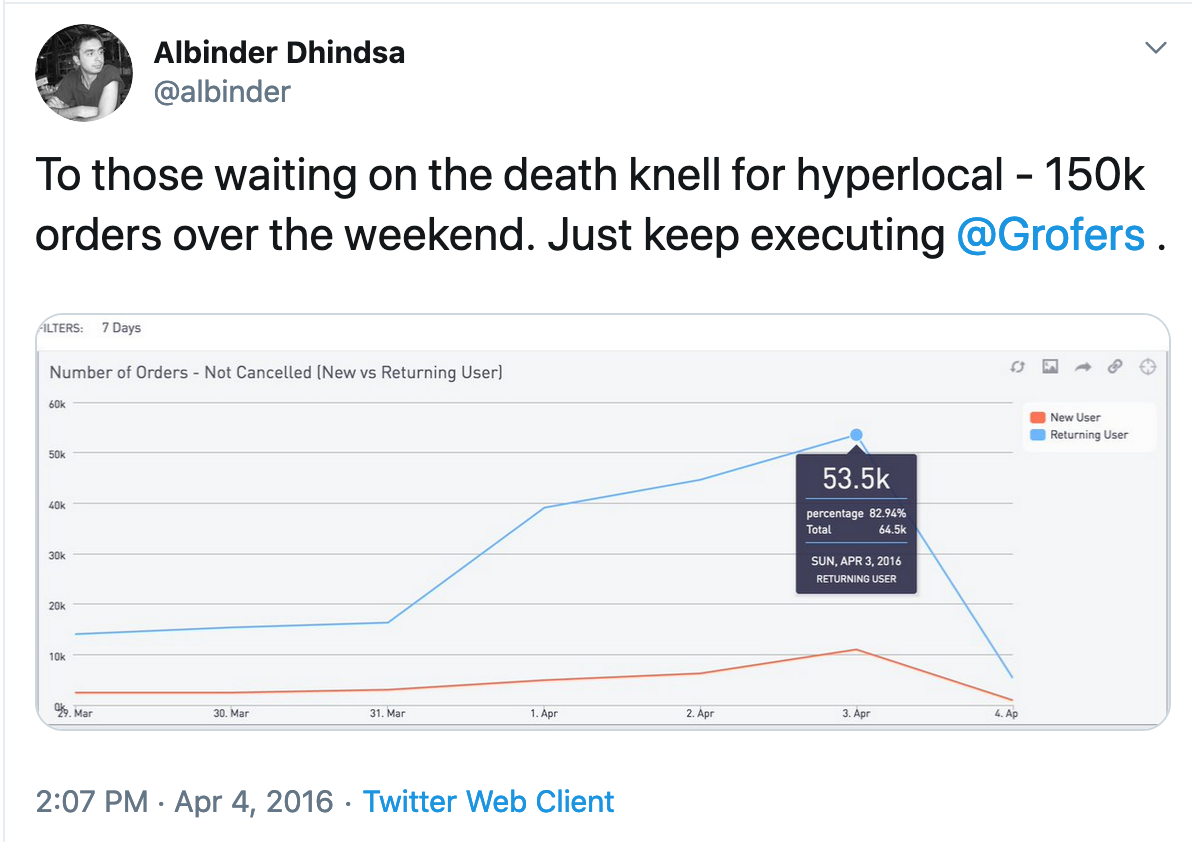 Albinder Dhindsa
@albinder
To those waiting on the death knell for hyperlocal - 150k
orders over the weekend. Just keep executing @Grofers .
ILTERS: 7 Days
Number of Orders - Not Cancelled (New vs Returning User)
60k
50k
40k
30k
20k
10k
0k
New User
Returning User
53.5k
percentage 82.94%
Total 64.5k
SUN, APR 3, 2016
RETURNING USER
29. Mar 30. Mar 31. Mar 1. Apr 2. Apr 3. Apr 4. Ap
2:07 PM · Apr 4, 2016 · Twitter Web Client